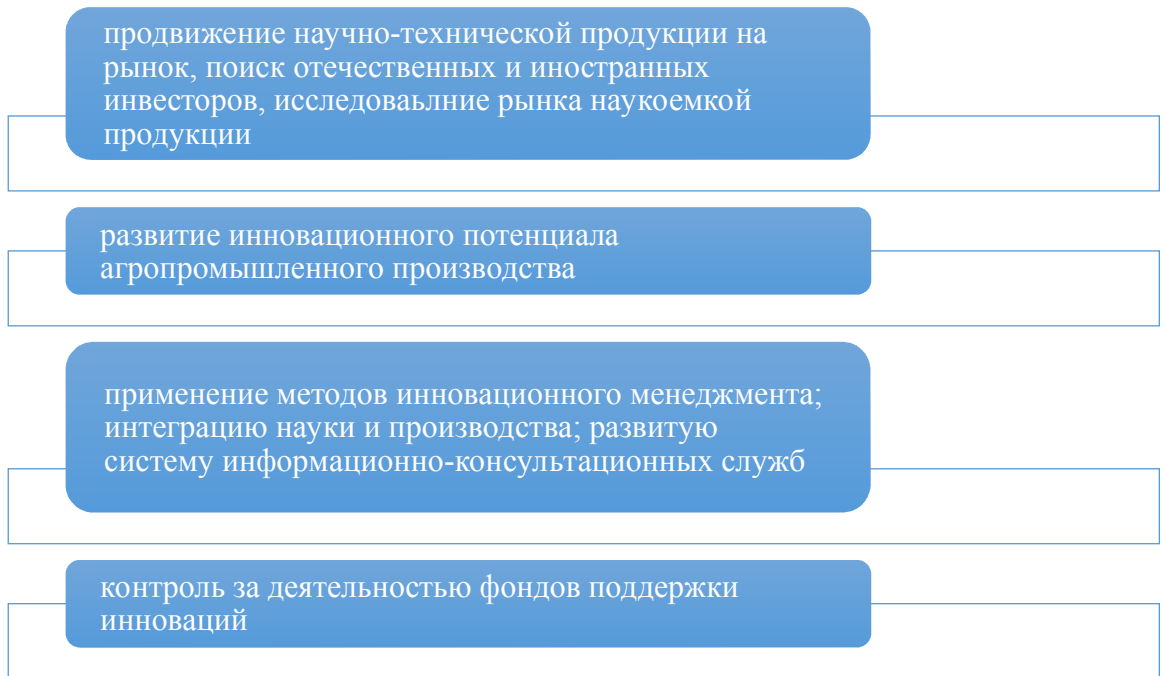 продвижение научно-технической продукции на
рынок, поиск отечественных и иностранных
инвесторов, исследоваьлние рынка наукоемкой
продукции
развитие инновационного потенциала
агропромышленного производства
применение методов инновационного менеджмента;
интеграцию науки и производства; развитую
систему информационно-консультационных служб
контроль за деятельностью фондов поддержки
инноваций